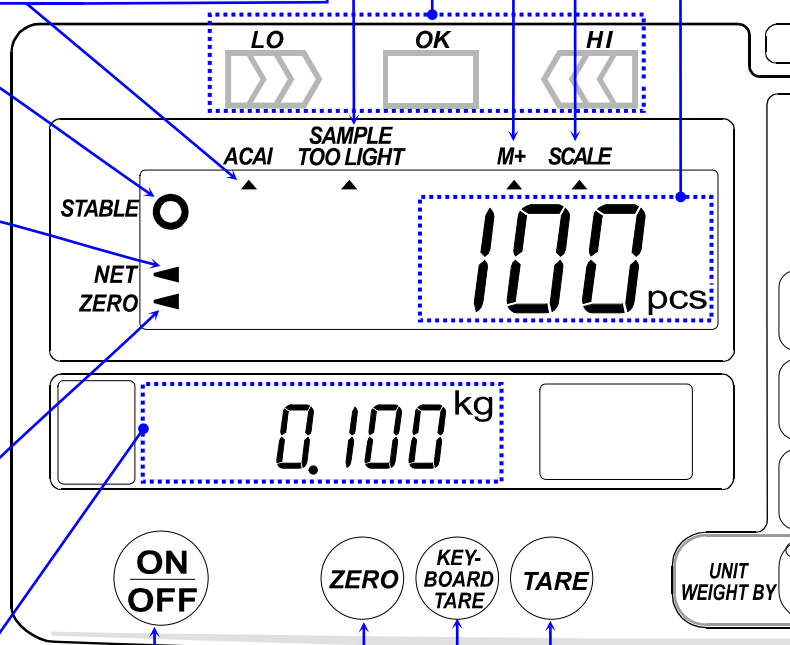 LO OK HI
SAMPLE
ACAI TOO LIGHT M+ SCALE
STABLE
100 pcs
NET
ZERO
0.100 kg
ON
OFF
ZERO
KEY-
BOARD
TARE
TARE
UNIT
WEIGHT BY